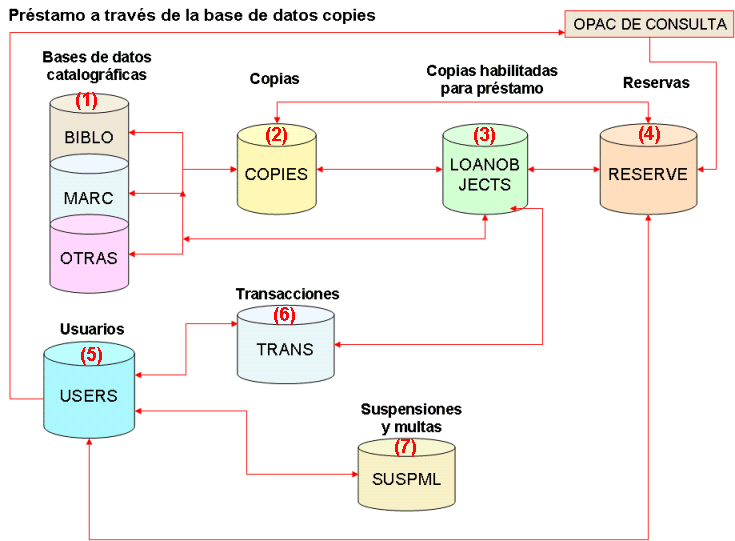 Préstamo a través de la base de datos copies
OPAC DE CONSULTA
Bases de datos
catalográficas
Copias
Copias habilitadas
para préstamo
Reservas
(1)
BIBLO
MARC
OTRAS
(2)
COPIES
(3)
LOANOB
JECTS
(4)
RESERVE
Transacciones
(6)
TRANS
Usuarios
(5)
USERS
Suspensiones
y multas
(7)
SUSPML